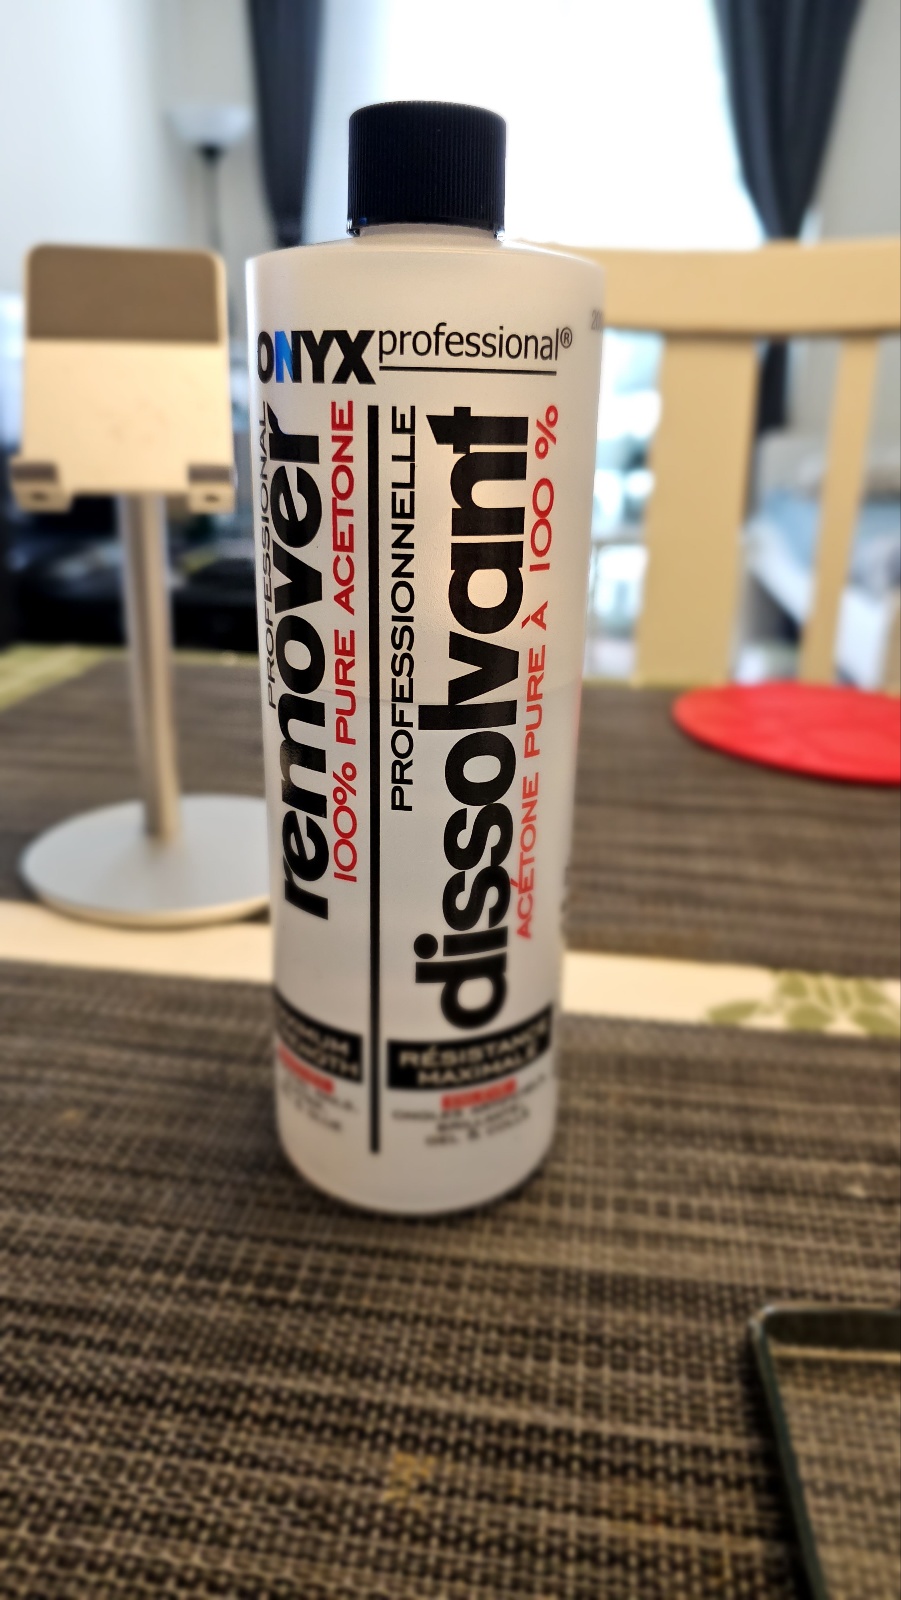 ONYX professional®
PROFESSIONAL
remover
100% PURE ACETONE
PROFESSIONNELLE
dissolvant
ACÉTONE PURE À 100 %
RÉSISTANCE
MAXIMALE